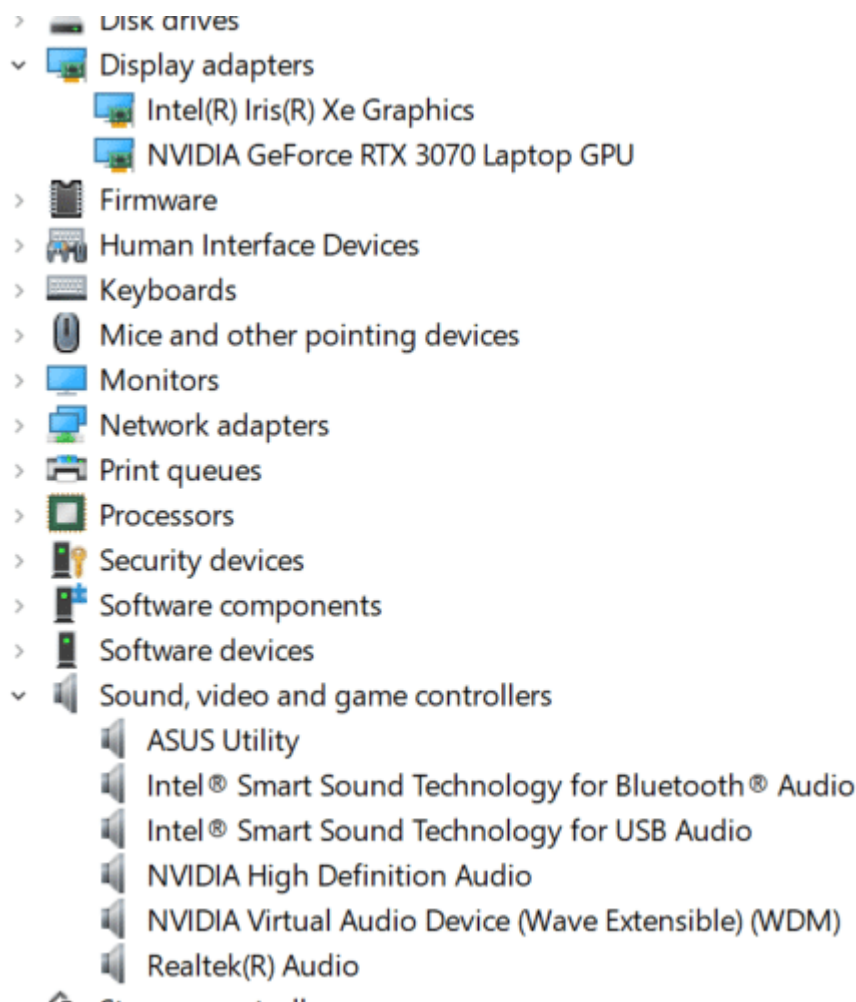 Disk drives
Display adapters
Intel(R) Iris(R) Xe Graphics
NVIDIA GeForce RTX 3070 Laptop GPU
Firmware
Human Interface Devices
Keyboards
Mice and other pointing devices
Monitors
Network adapters
Print queues
Processors
Security devices
Software components
Software devices
Sound, video and game controllers
ASUS Utility
Intel® Smart Sound Technology for Bluetooth® Audio
Intel® Smart Sound Technology for USB Audio
NVIDIA High Definition Audio
NVIDIA Virtual Audio Device (Wave Extensible) (WDM)
Realtek(R) Audio